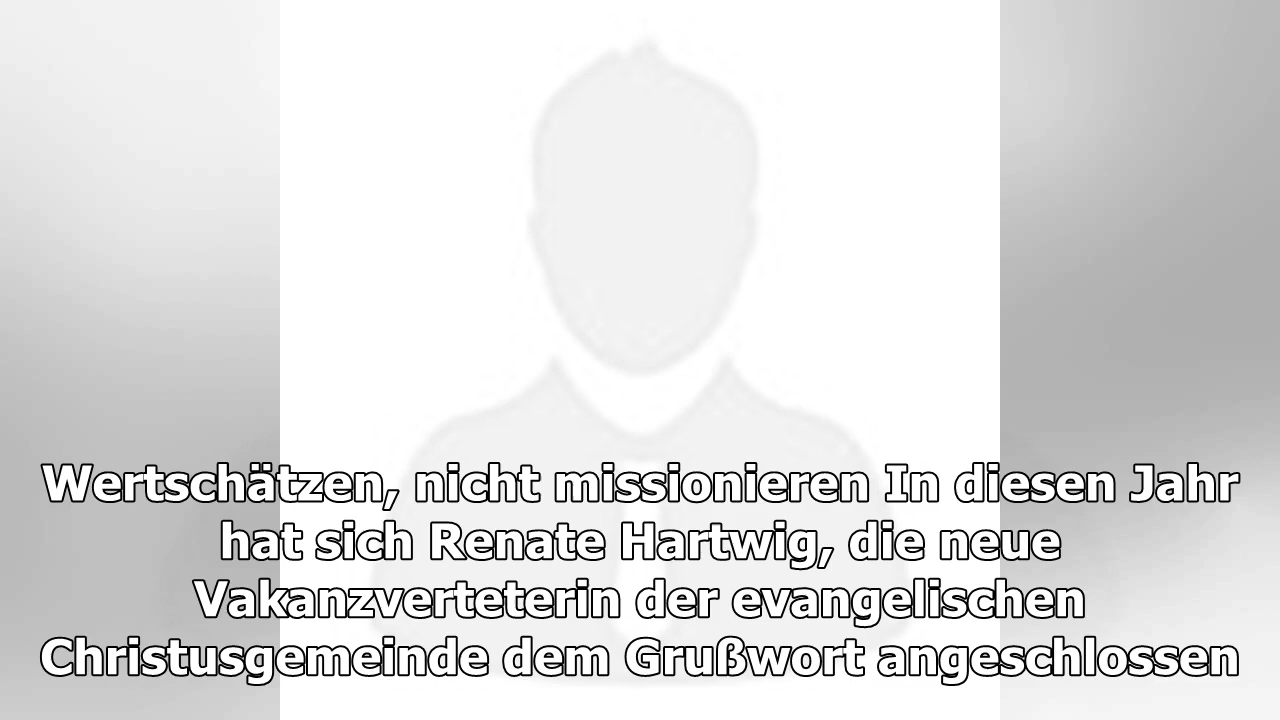 Wertschätzen, nicht missionieren In diesen Jahr
hat sich Renate Hartwig, die neue
Vakanzverteterin der evangelischen
Christusgemeinde dem Grußwort angeschlossen